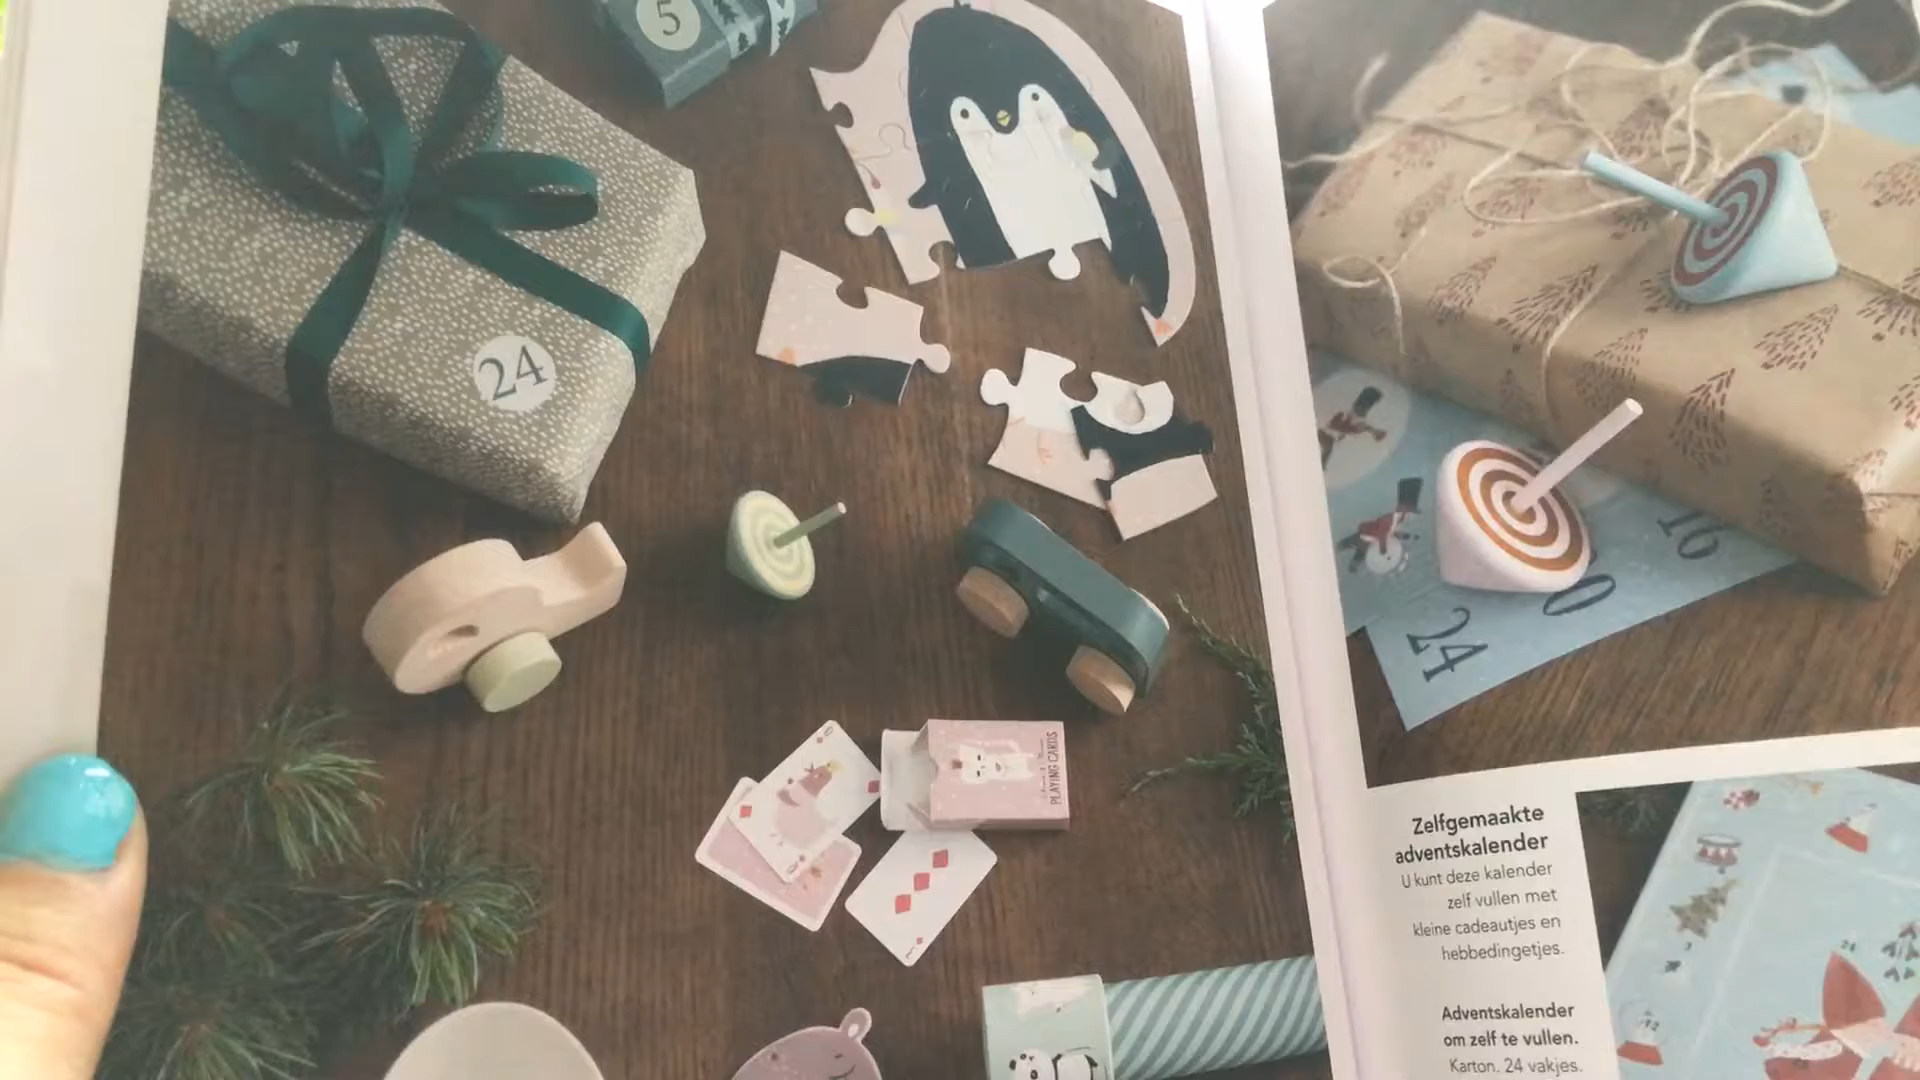 5
24
PLAYING CARDS
16
24
Zelfgemaakte
adventskalender
U kunt deze kalender
zelf vullen met
kleine cadeautjes en
hebbedingetjes.
Adventskalender
om zelf te vullen.
Karton. 24 vakjes.